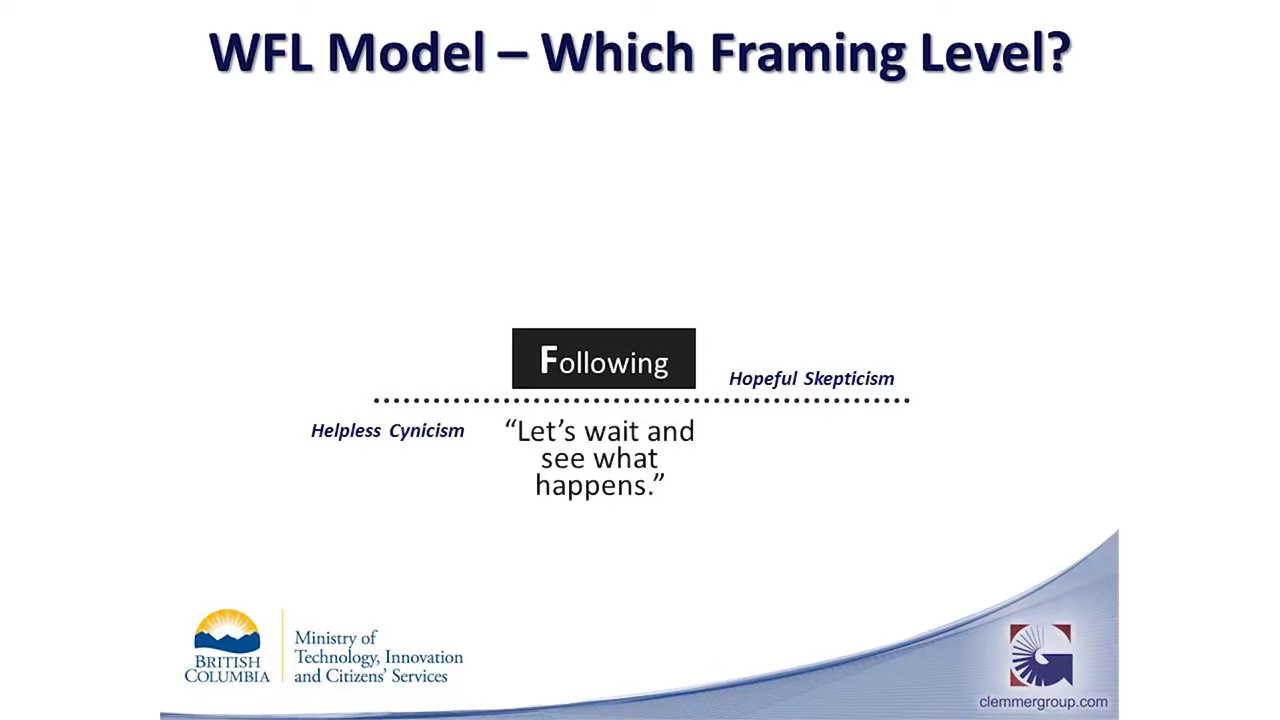 WFL Model – Which Framing Level?
Following
Hopeful Skepticism
Helpless Cynicism
“Let’s wait and
see what
happens.”
BRITISH
COLUMBIA
Ministry of
Technology, Innovation
and Citizens’ Services
clemmergroup.com